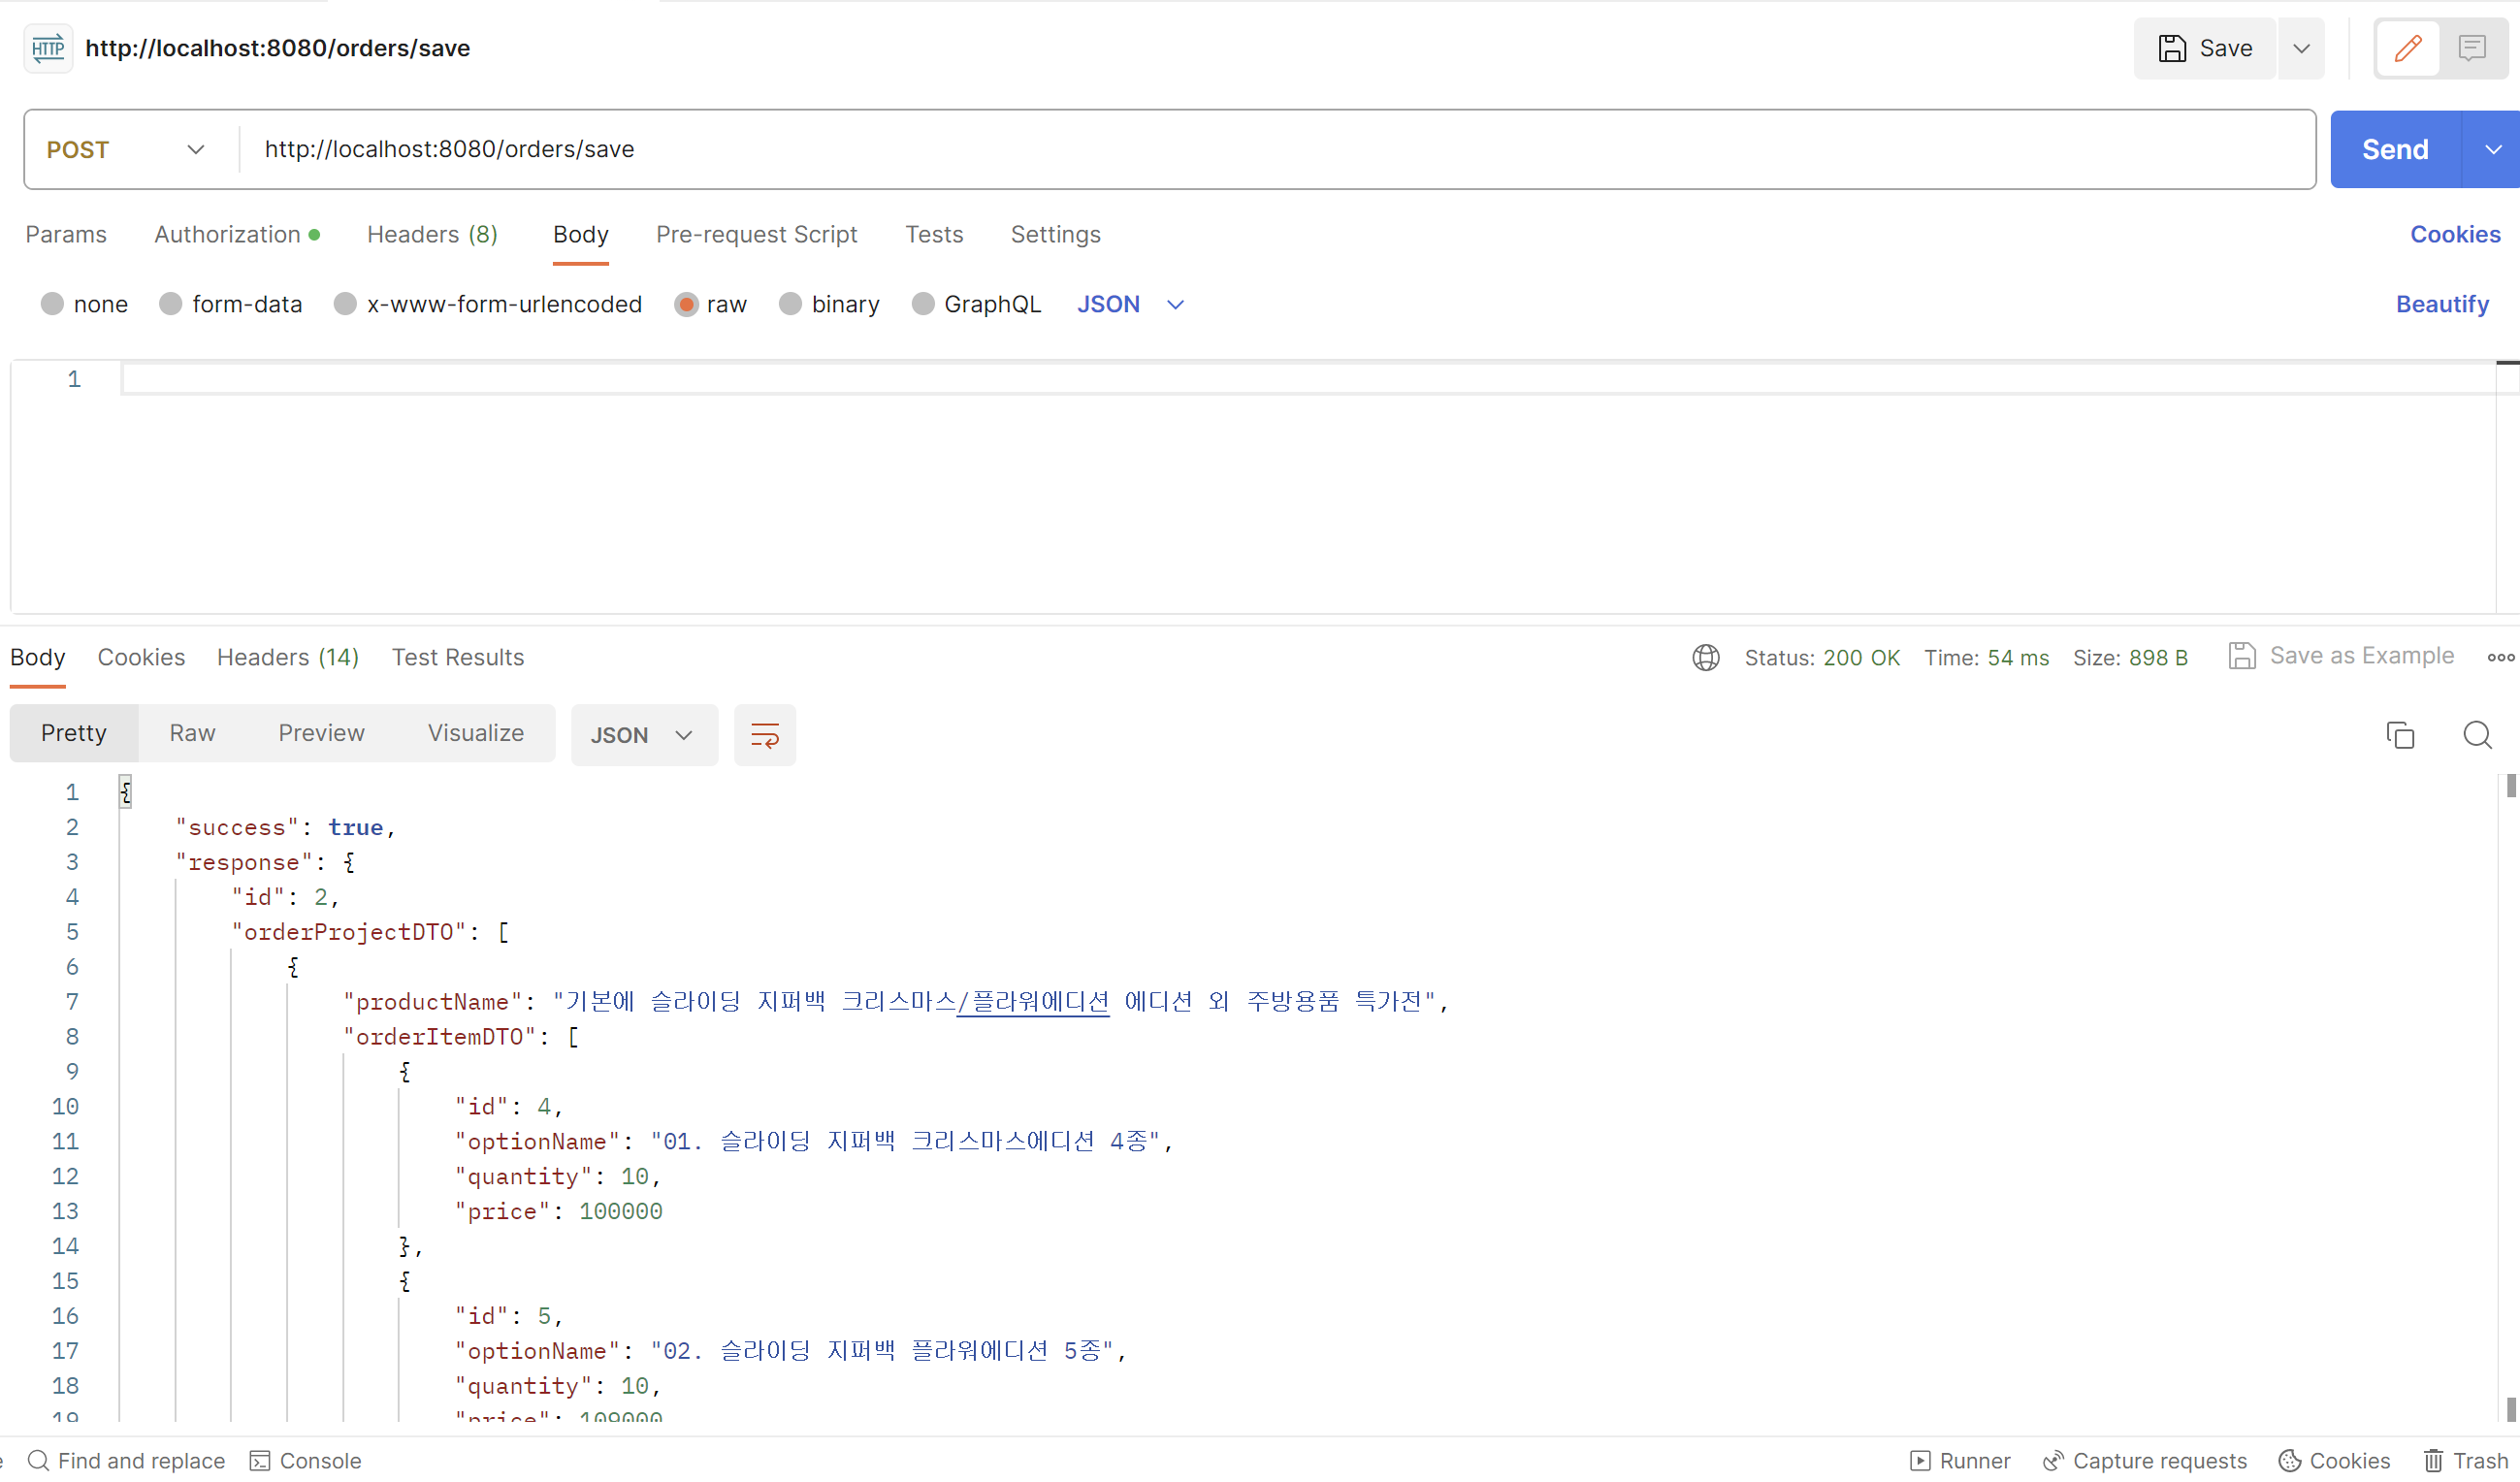 HTTP http://localhost:8080/orders/save Save
POST http://localhost:8080/orders/save Send
Params Authorization Headers (8) Body Pre-request Script Tests Settings Cookies
none form-data x-www-form-urlencoded raw binary GraphQL JSON Beautify
1
Body Cookies Headers (14) Test Results Status: 200 OK Time: 54 ms Size: 898 B Save as Example
Pretty Raw Preview Visualize JSON
1 {
2 "success": true,
3 "response": {
4 "id": 2,
5 "orderProjectDTO": [
6 {
7 "productName": "기본에 슬라이딩 지퍼백 크리스마스/플라워에디션 에디션 외 주방용품 특가전",
8 "orderItemDTO": [
9 {
10 "id": 4,
11 "optionName": "01. 슬라이딩 지퍼백 크리스마스에디션 4종",
12 "quantity": 10,
13 "price": 100000
14 },
15 {
16 "id": 5,
17 "optionName": "02. 슬라이딩 지퍼백 플라워에디션 5종",
18 "quantity": 10,
19 "price": 109000
Find and replace Console Runner Capture requests Cookies Trash